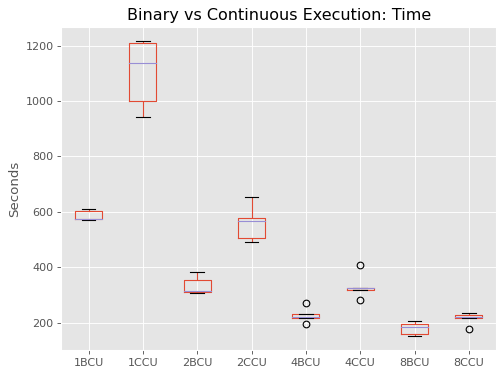 Binary vs Continuous Execution: Time
1200
1000
800
600
400
200
Seconds
1BCU 1CCU 2BCU 2CCU 4BCU 4CCU 8BCU 8CCU